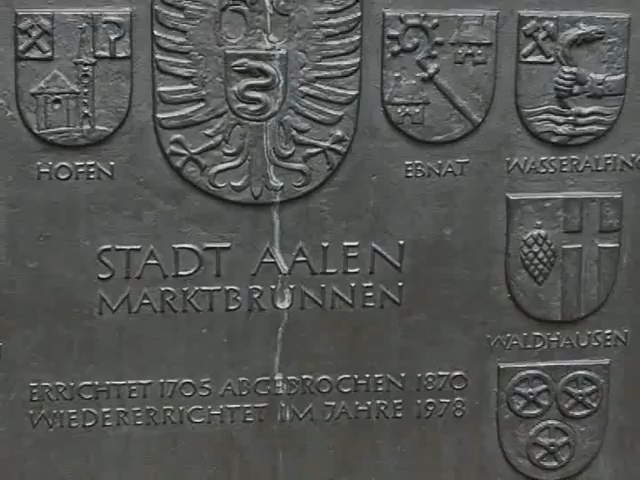 HOFEN
EBNAT
WASSERALFING
STADT AALEN
MARKTBRUNNEN
WALDHAUSEN
ERRICHTET 1705 ABGEBROCHEN 1870
WIEDERERRICHTET IM JAHRE 1978